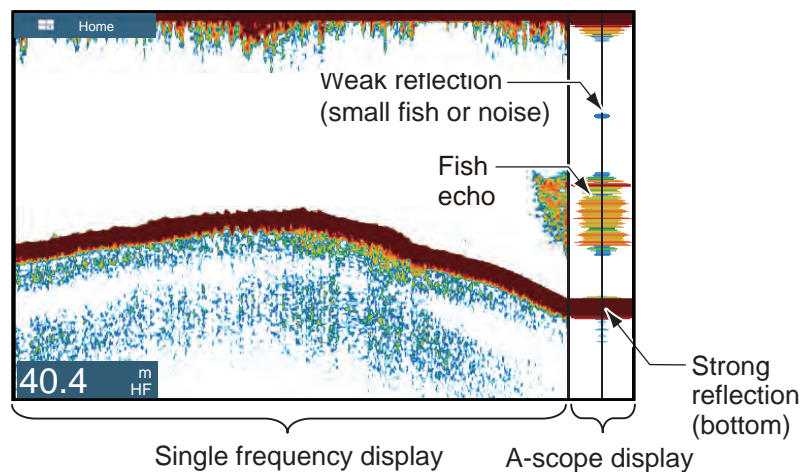 Home
Weak reflection
(small fish or noise)
Fish
echo
40.4 m
HF
Strong
reflection
(bottom)
Single frequency display
A-scope display